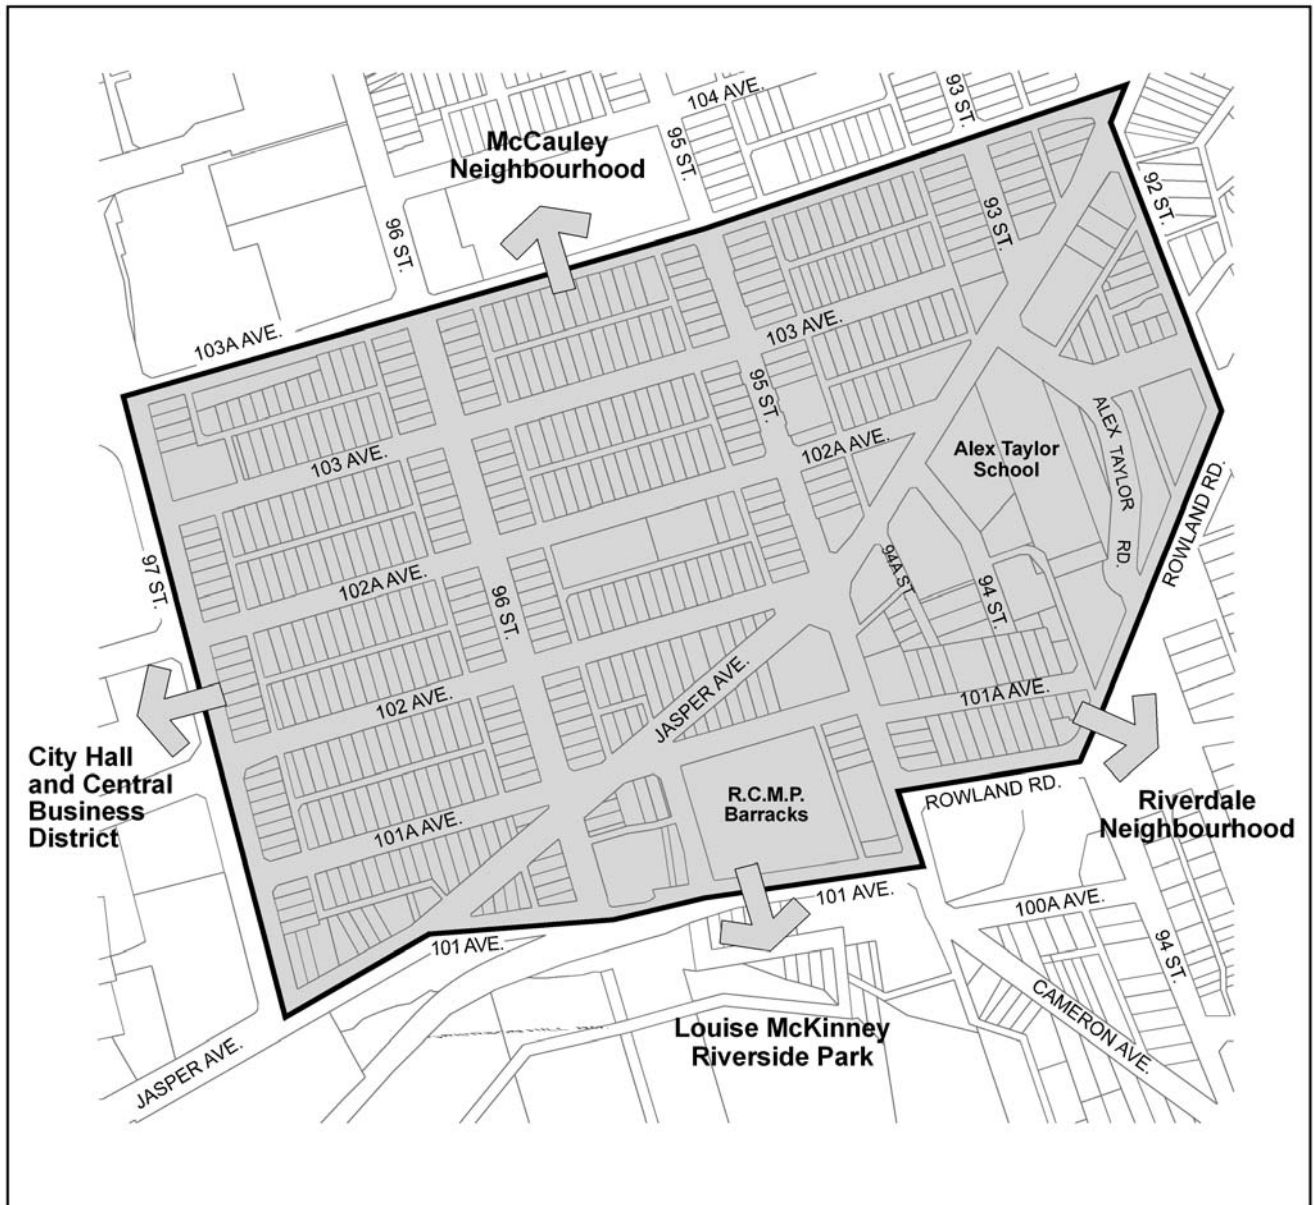 104 AVE.
93 ST.
McCauley
Neighbourhood
95 ST.
92 ST.
93 ST.
96 ST.
103A AVE.
103 AVE.
95 ST.
102A AVE.
103 AVE.
Alex Taylor
School
ALEX TAYLOR RD.
ROWLAND RD.
97 ST.
102A AVE.
96 ST.
94A ST.
94 ST.
102 AVE.
JASPER AVE.
101A AVE.
City Hall
and Central
Business
District
R.C.M.P.
Barracks
ROWLAND RD.
Riverdale
Neighbourhood
101A AVE.
101 AVE.
100A AVE.
101 AVE.
94 ST.
CAMERON AVE.
Louise McKinney
Riverside Park
JASPER AVE.